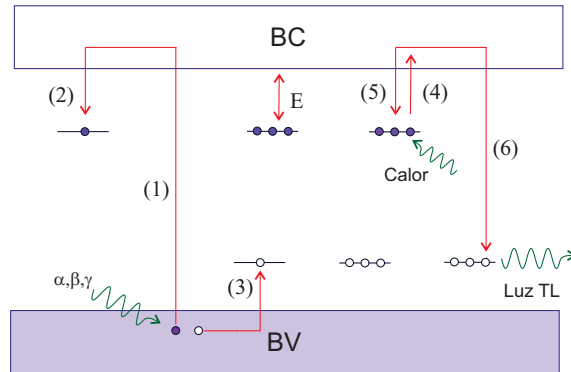 BC
(2)
E
(5)
(4)
Calor
(6)
(1)
α,β,γ
(3)
Luz TL
BV